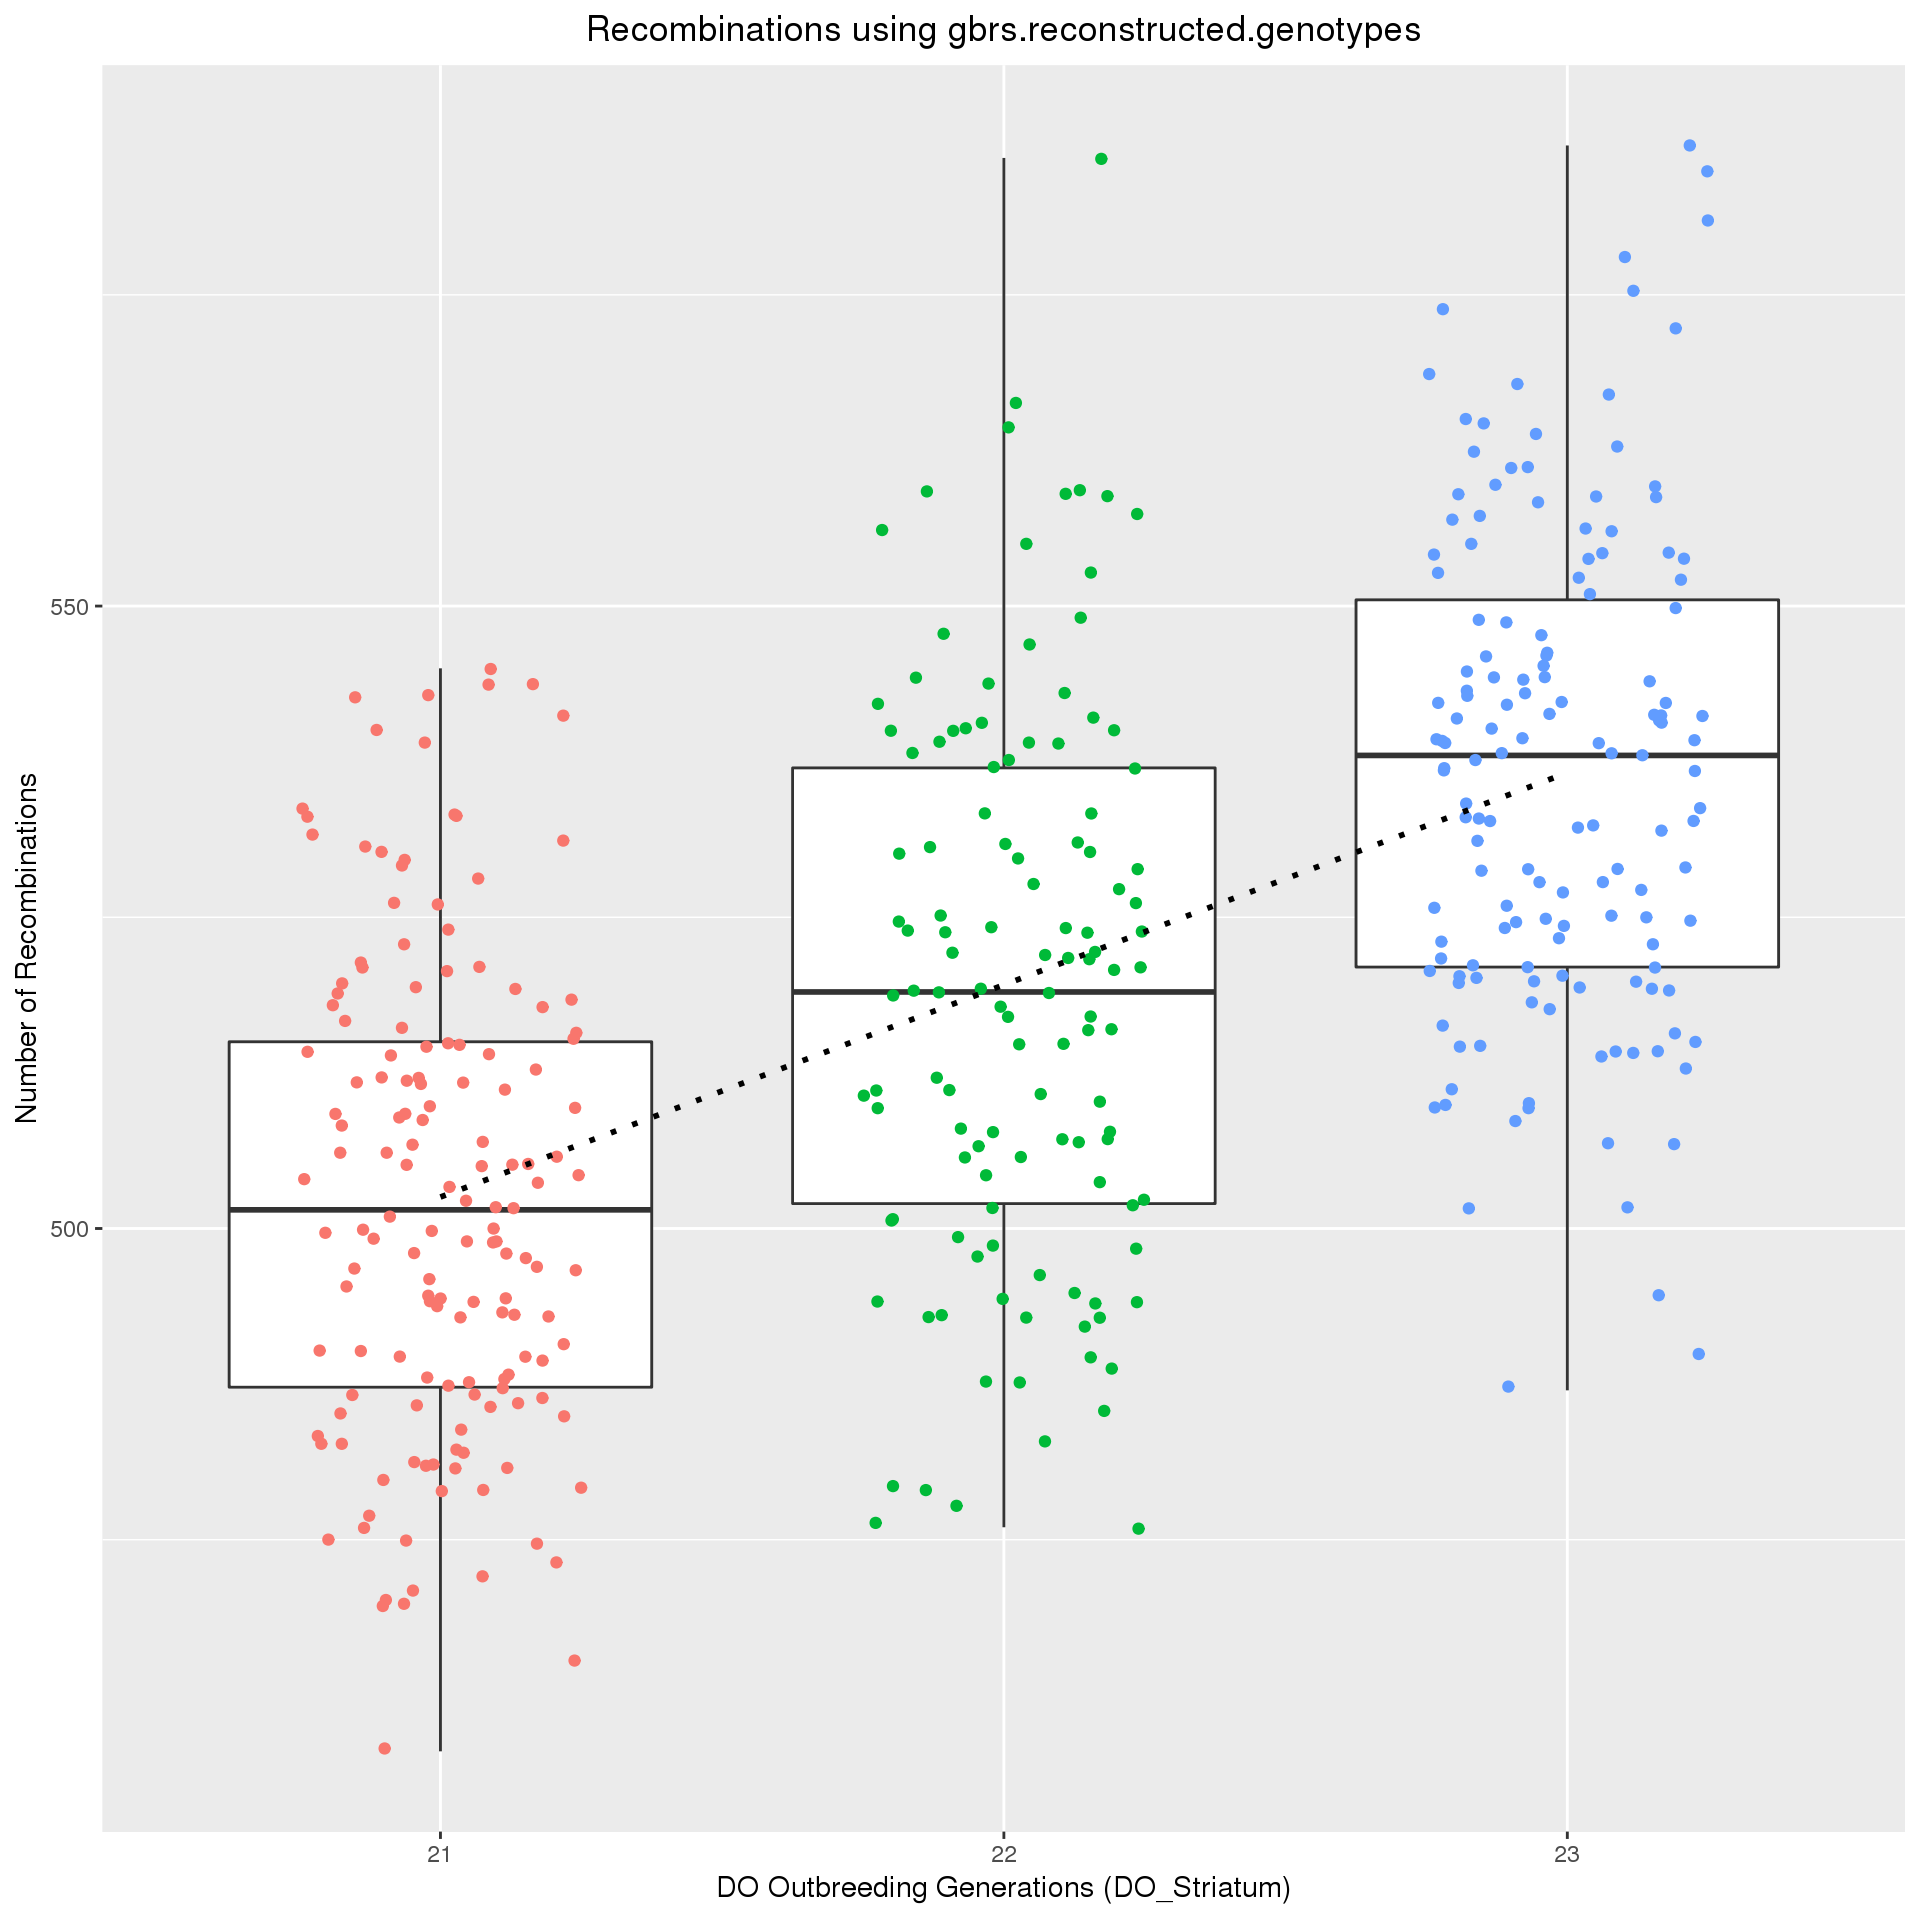 Recombinations using gbrs.reconstructed.genotypes
Number of Recombinations
550
500
21
22
23
DO Outbreeding Generations (DO_Striatum)